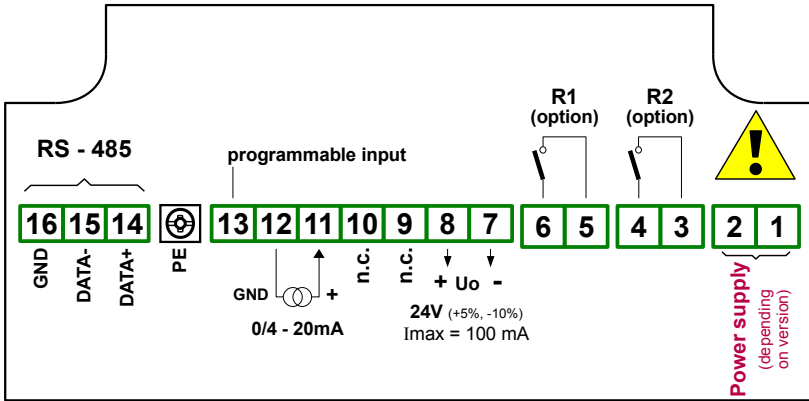 R1
(option)
R2
(option)
RS - 485
programmable input
16 15 14
PE
13 12 11 10 9 8 7
6 5
4 3
2 1
GND
DATA-
DATA+
n.c.
n.c.
GND
+
0/4 - 20mA
+ Uo -
24V (+5%, -10%)
Imax = 100 mA
Power supply
(depending
on version)
!